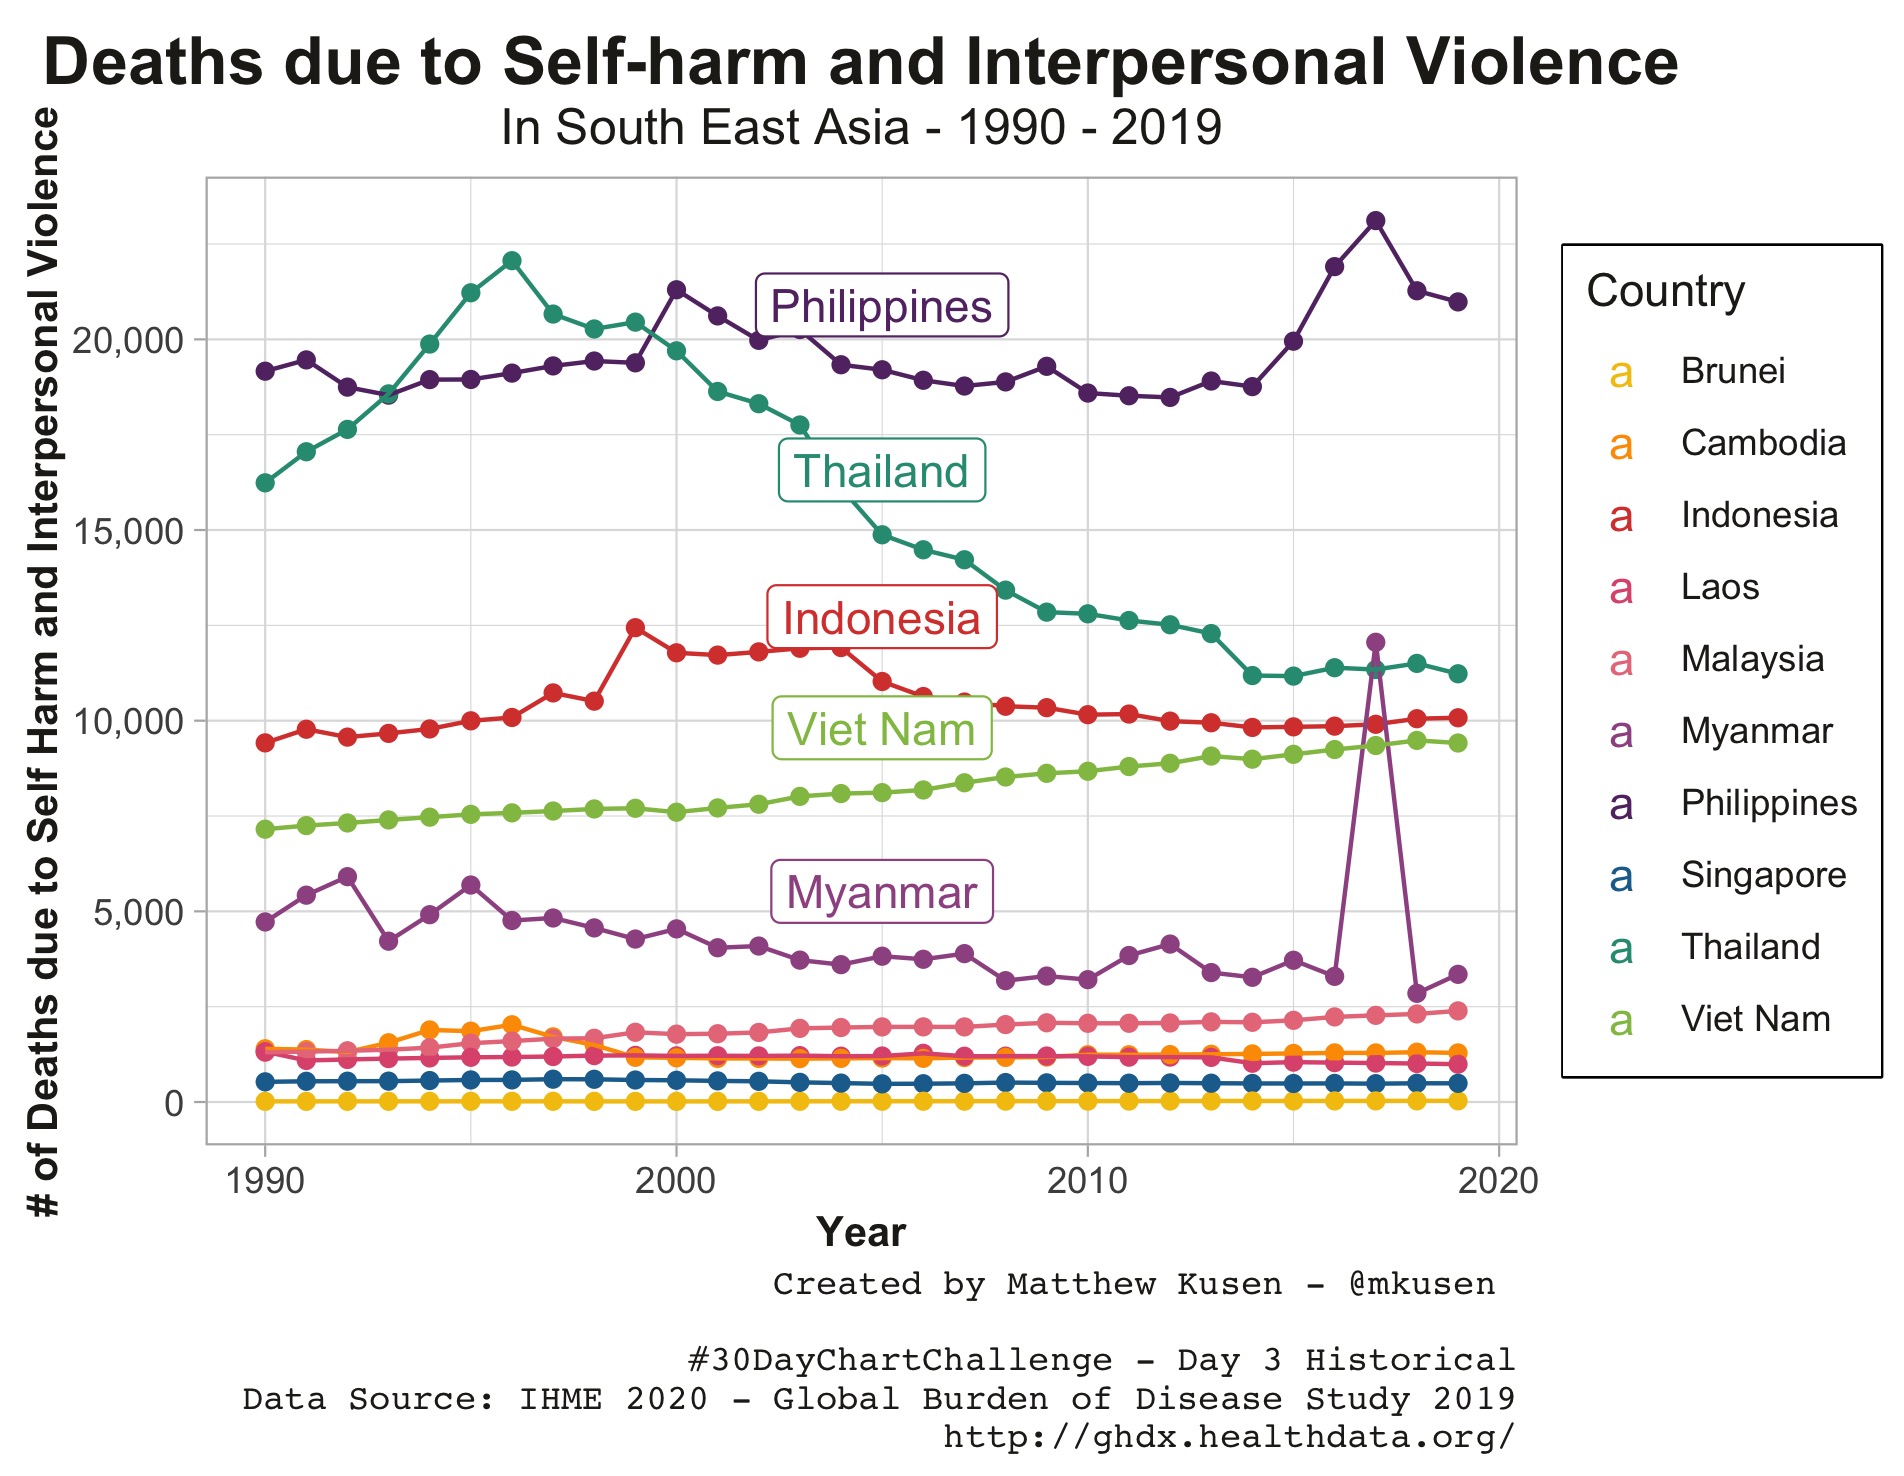 Deaths due to Self-harm and Interpersonal Violence
In South East Asia - 1990 - 2019
# of Deaths due to Self Harm and Interpersonal Violence
20,000
15,000
10,000
5,000
0
Philippines
Thailand
Indonesia
Viet Nam
Myanmar
1990
2000
2010
2020
Year
Country
a Brunei
a Cambodia
a Indonesia
a Laos
a Malaysia
a Myanmar
a Philippines
a Singapore
a Thailand
a Viet Nam
Created by Matthew Kusen - @mkusen
#30DayChartChallenge - Day 3 Historical
Data Source: IHME 2020 - Global Burden of Disease Study 2019
http://ghdx.healthdata.org/